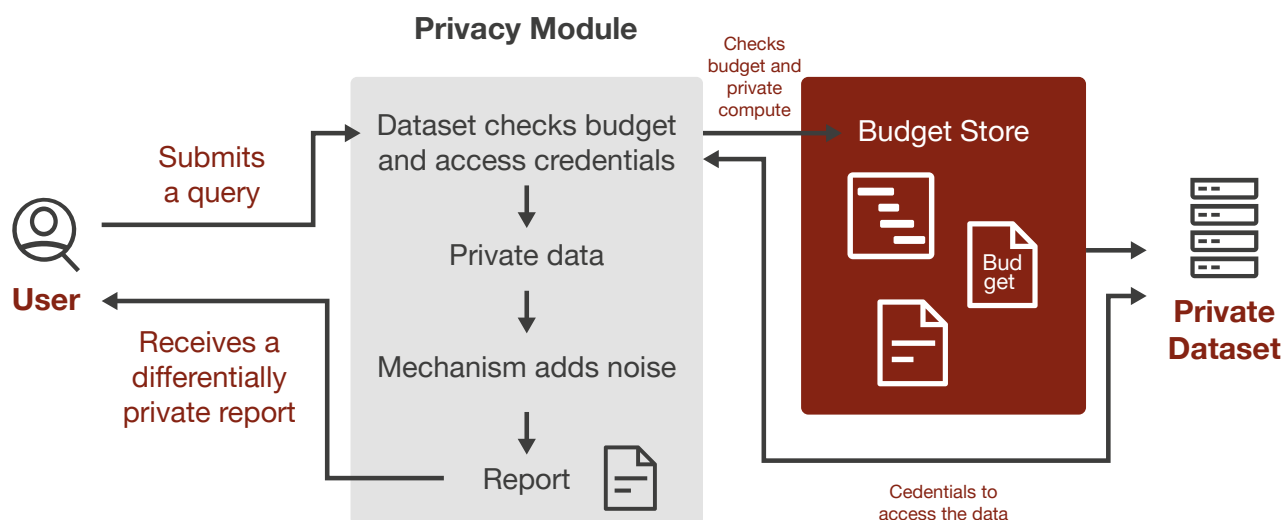 Privacy Module
Checks
budget and
private
compute
Dataset checks budget
and access credentials
Budget Store
Submits
a query
Private data
Bud
get
User
Private
Dataset
Receives a
differentially
private report
Mechanism adds noise
Report
Cedentials to
access the data